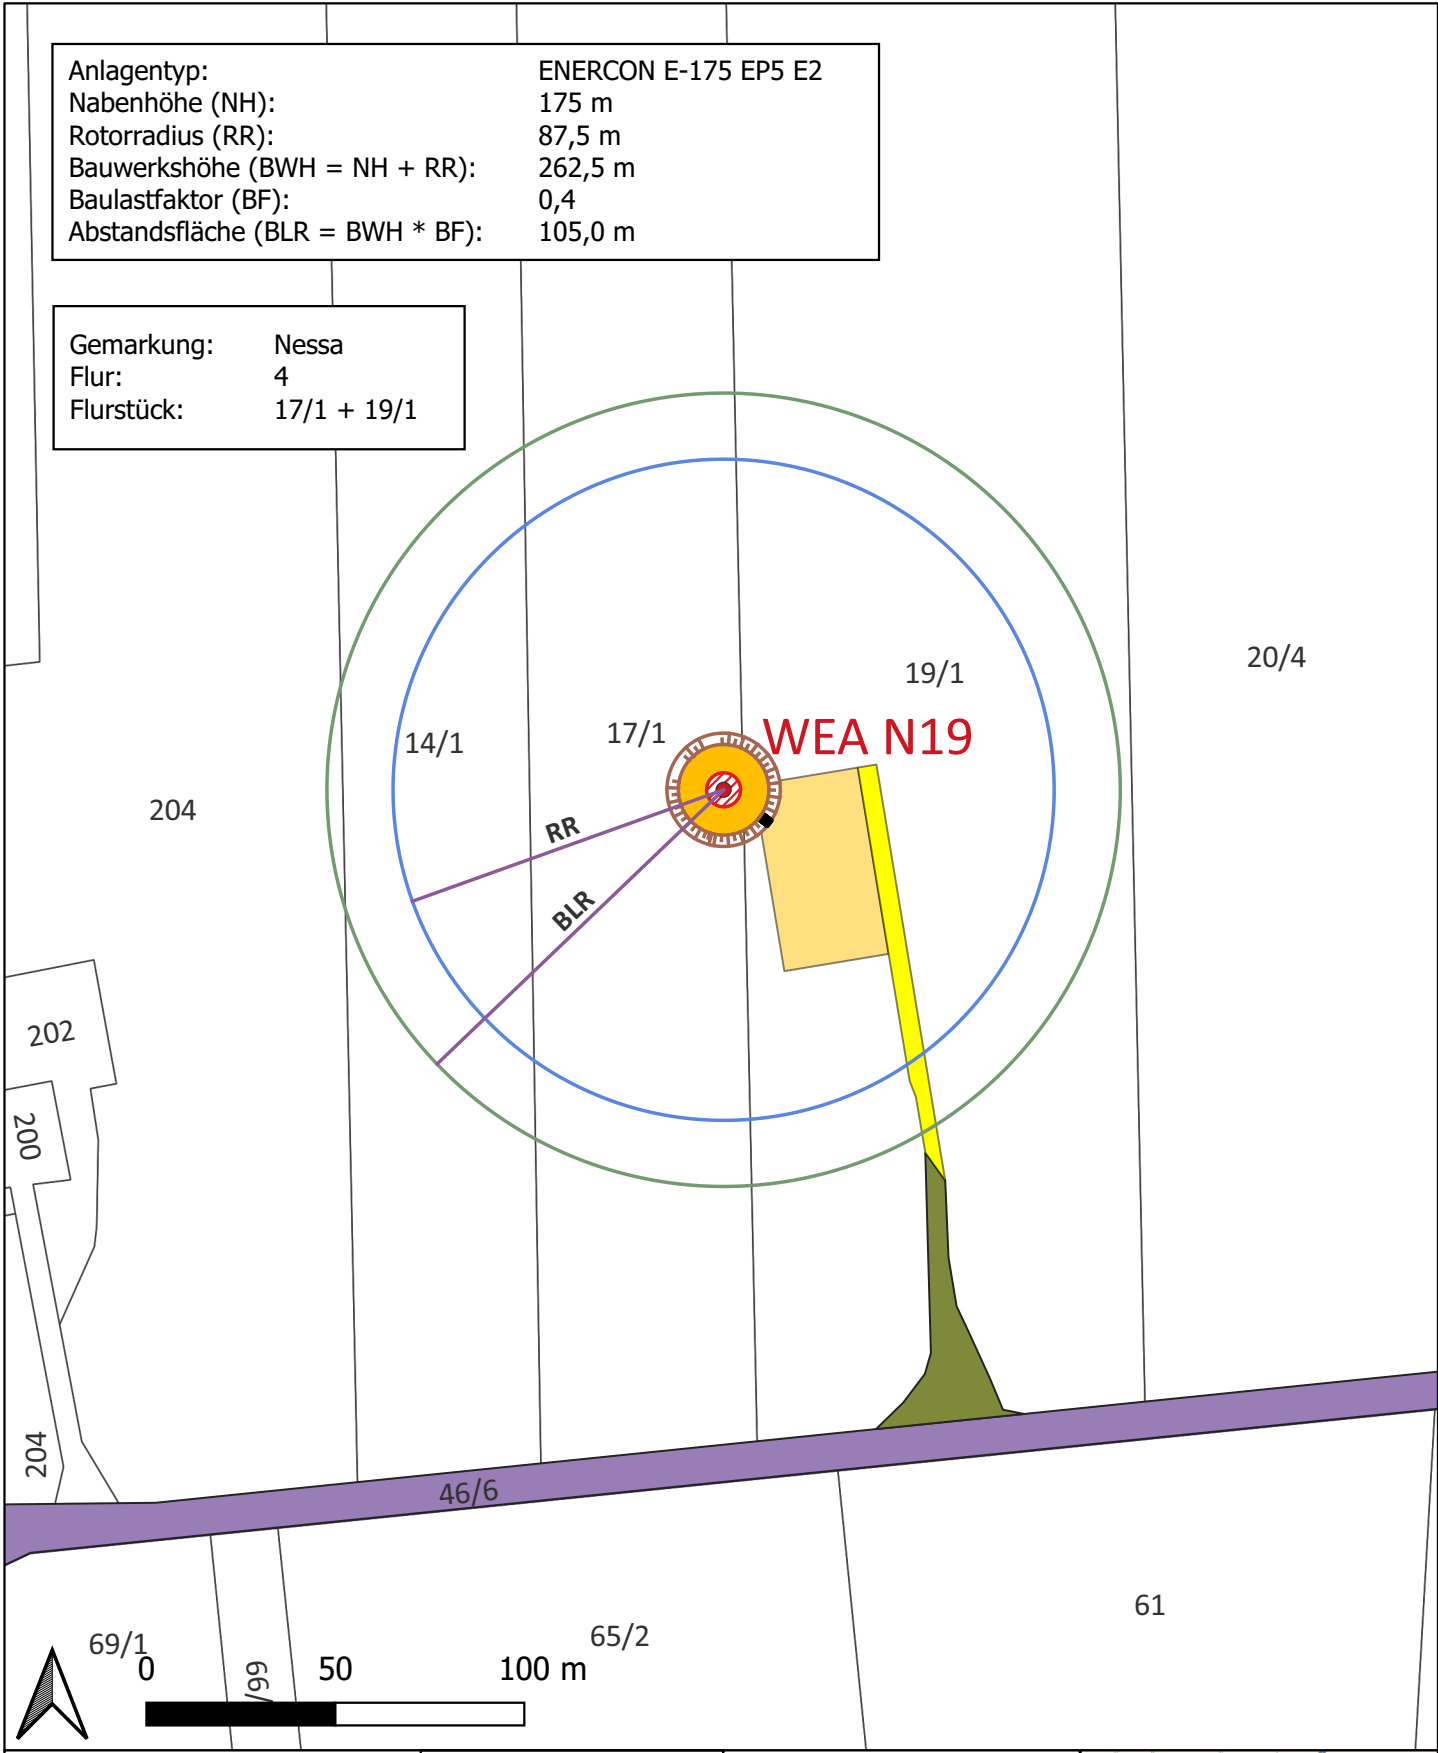 Anlagentyp: ENERCON E-175 EP5 E2
Nabenhöhe (NH): 175 m
Rotorradius (RR): 87,5 m
Bauwerkshöhe (BWH = NH + RR): 262,5 m
Baulastfaktor (BF): 0,4
Abstandsfläche (BLR = BWH * BF): 105,0 m
Gemarkung: Nessa
Flur: 4
Flurstück: 17/1 + 19/1
20/4
19/1
WEA N19
17/1
14/1
204
RR
BLR
202
200
204
46/6
61
65/2
69/1
66/
0 50 100 m